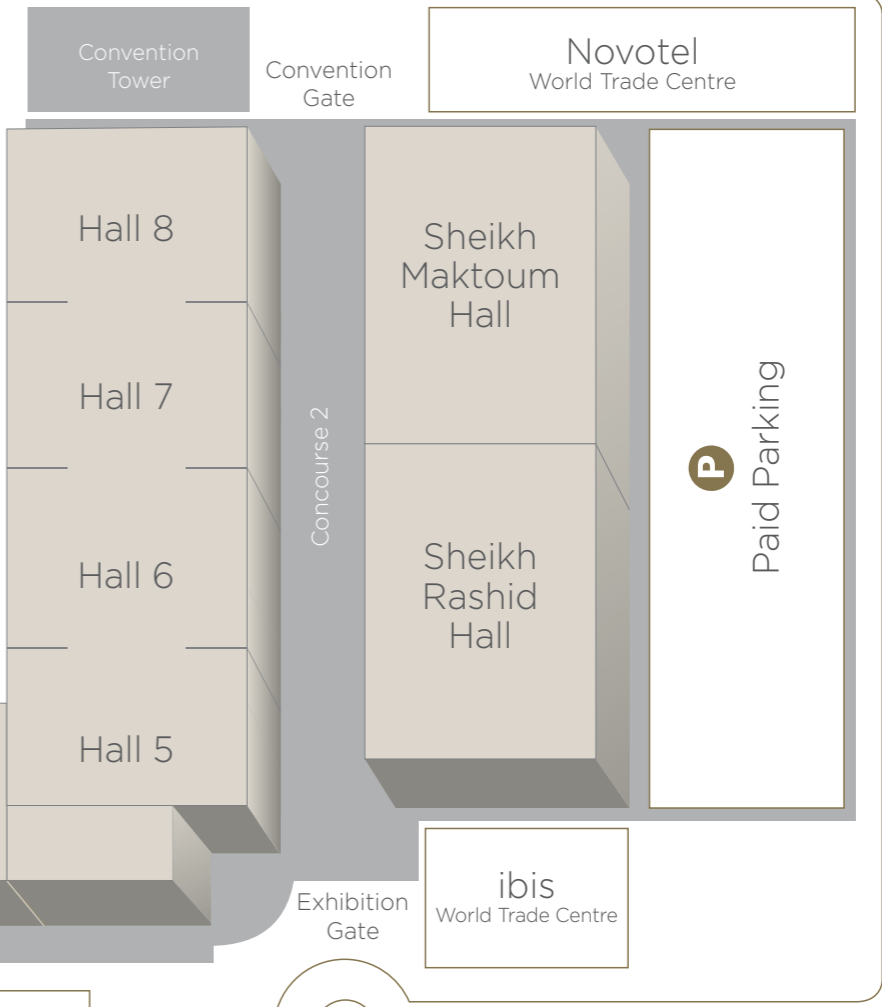 Convention
Tower
Convention
Gate
Novotel
World Trade Centre
Hall 8
Sheikh
Maktoum
Hall
Hall 7
Concourse 2
P
Paid Parking
Hall 6
Sheikh
Rashid
Hall
Hall 5
Exhibition
Gate
ibis
World Trade Centre